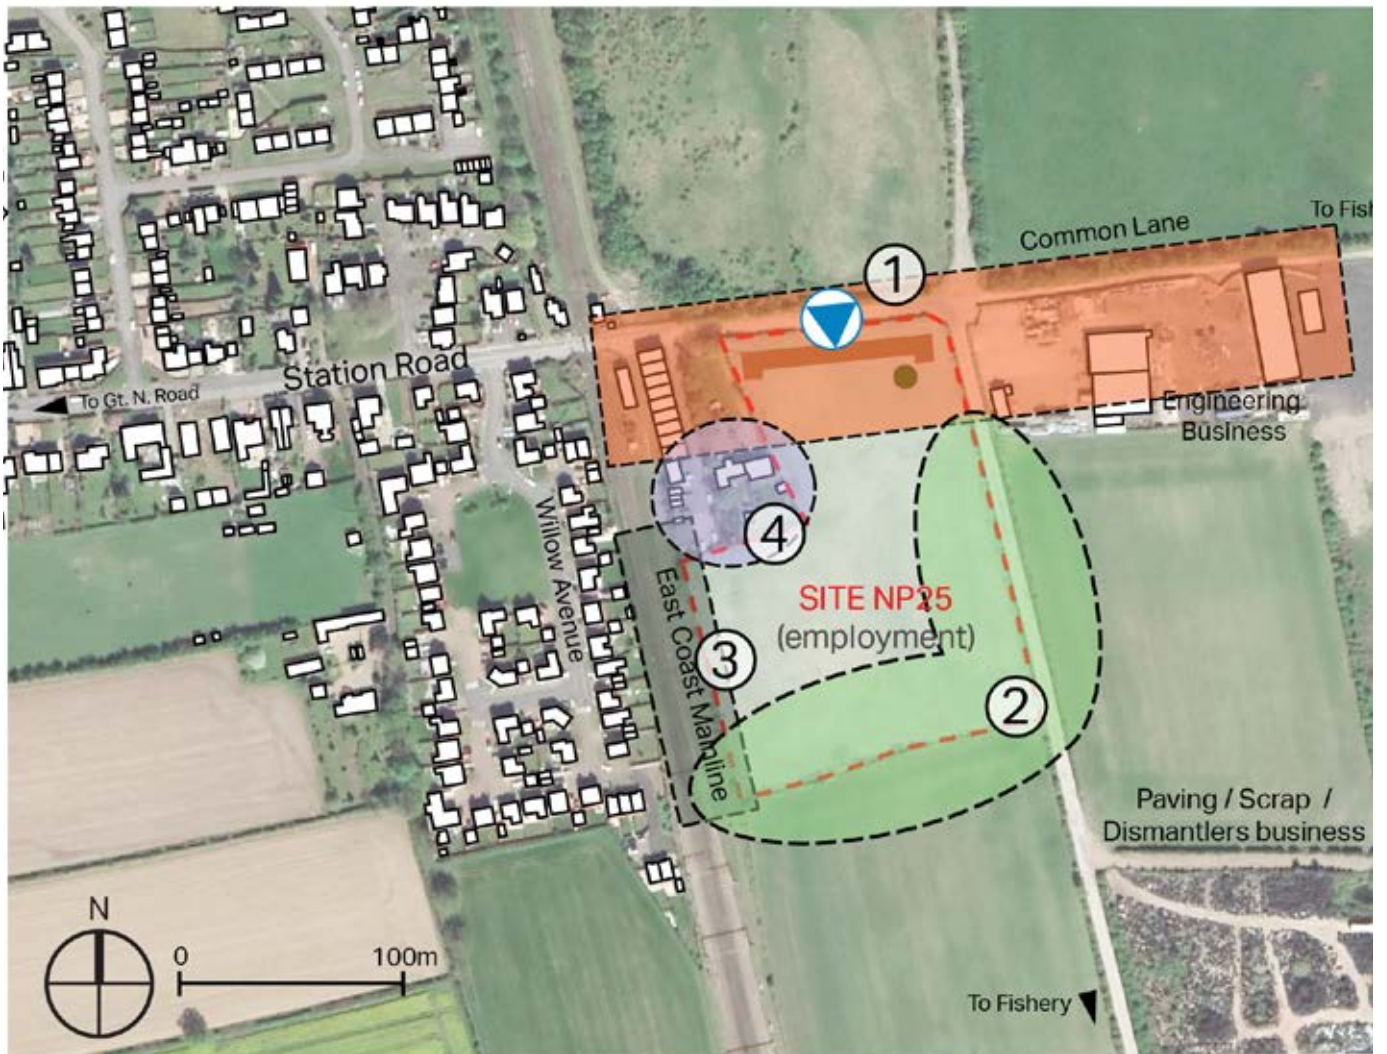 To Fish
Common Lane
1
Station Road
To Gt. N. Road
Engineering
Business
4
Willow Avenue
East Coast Mainline
SITE NP25
(employment)
3
2
Paving / Scrap /
Dismantlers business
N
0 100m
To Fishery